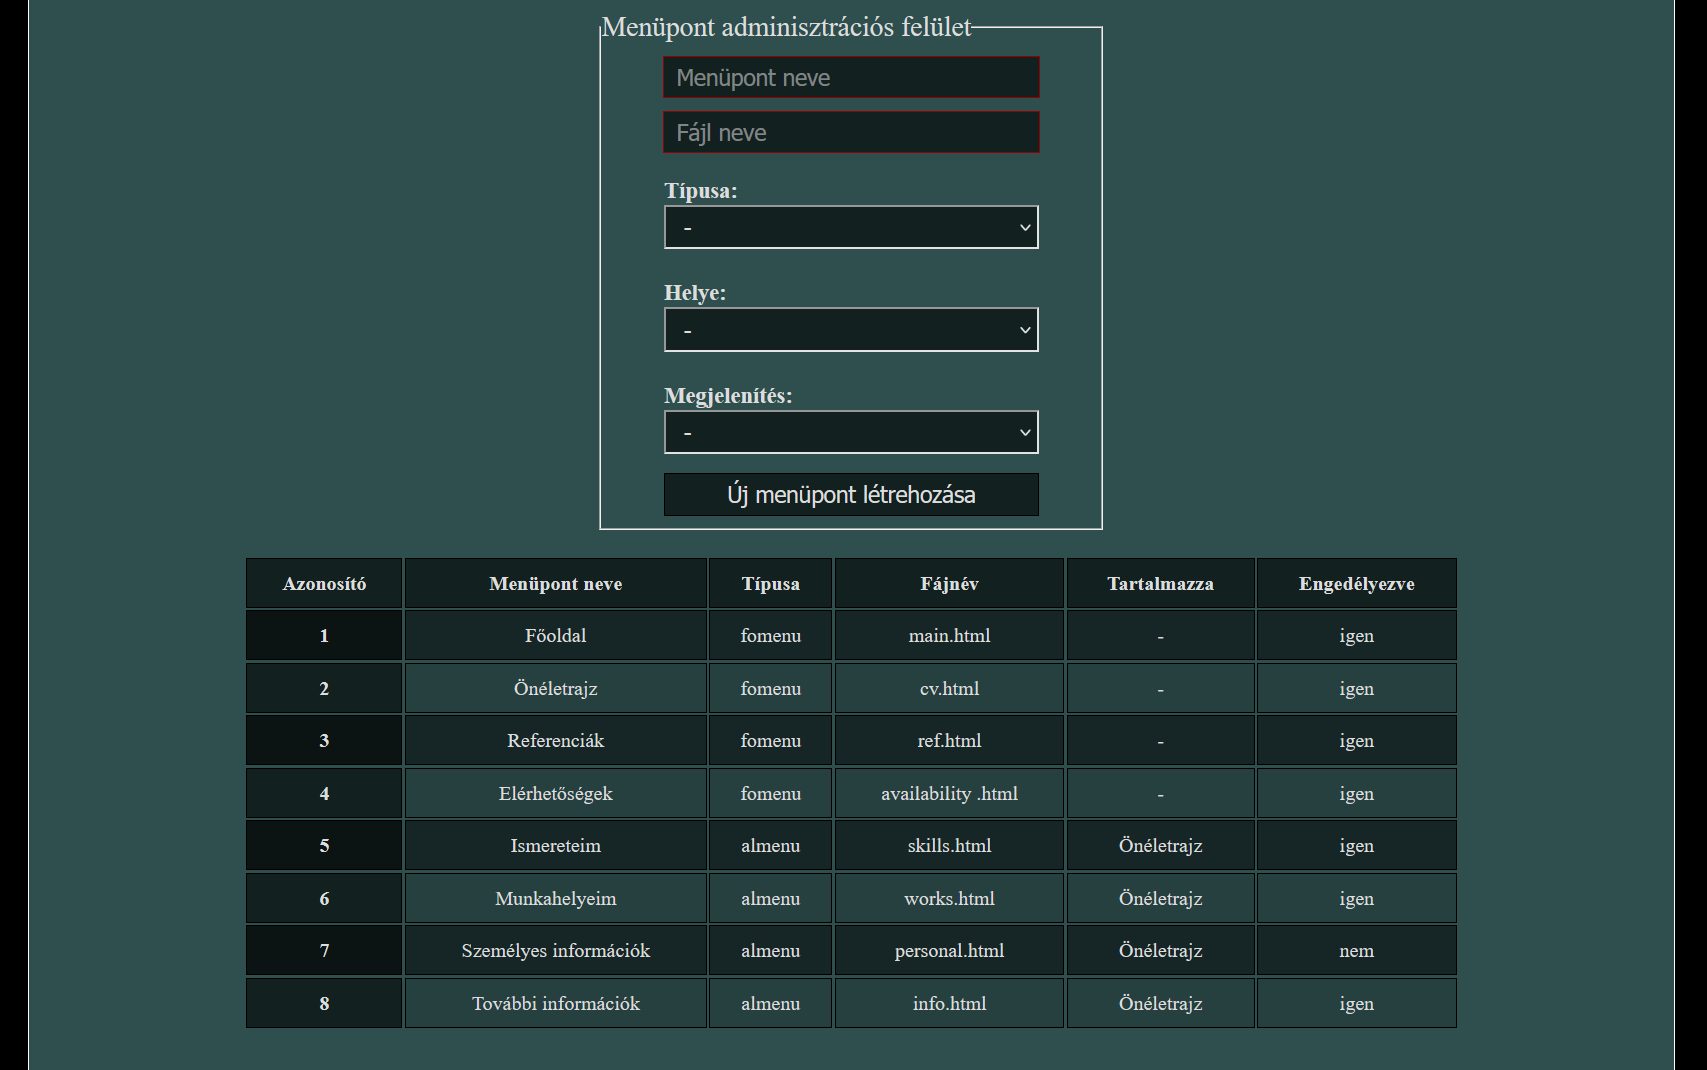 Menüpont adminisztrációs felület
Menüpont neve
Fájl neve
Típusa:
-
Helye:
-
Megjelenítés:
-
Új menüpont létrehozása
Azonosító Menüpont neve Típusa Fájnév Tartalmazza Engedélyezve
1 Főoldal fomenu main.html - igen
2 Önéletrajz fomenu cv.html - igen
3 Referenciák fomenu ref.html - igen
4 Elérhetőségek fomenu availability .html - igen
5 Ismereteim almenu skills.html Önéletrajz igen
6 Munkahelyeim almenu works.html Önéletrajz igen
7 Személyes információk almenu personal.html Önéletrajz nem
8 További információk almenu info.html Önéletrajz igen